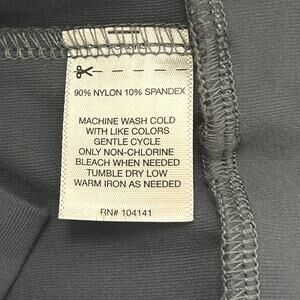 90% NYLON 10% SPANDEX
MACHINE WASH COLD
WITH LIKE COLORS
GENTLE CYCLE
ONLY NON-CHLORINE
BLEACH WHEN NEEDED
TUMBLE DRY LOW
WARM IRON AS NEEDED
RN# 104141